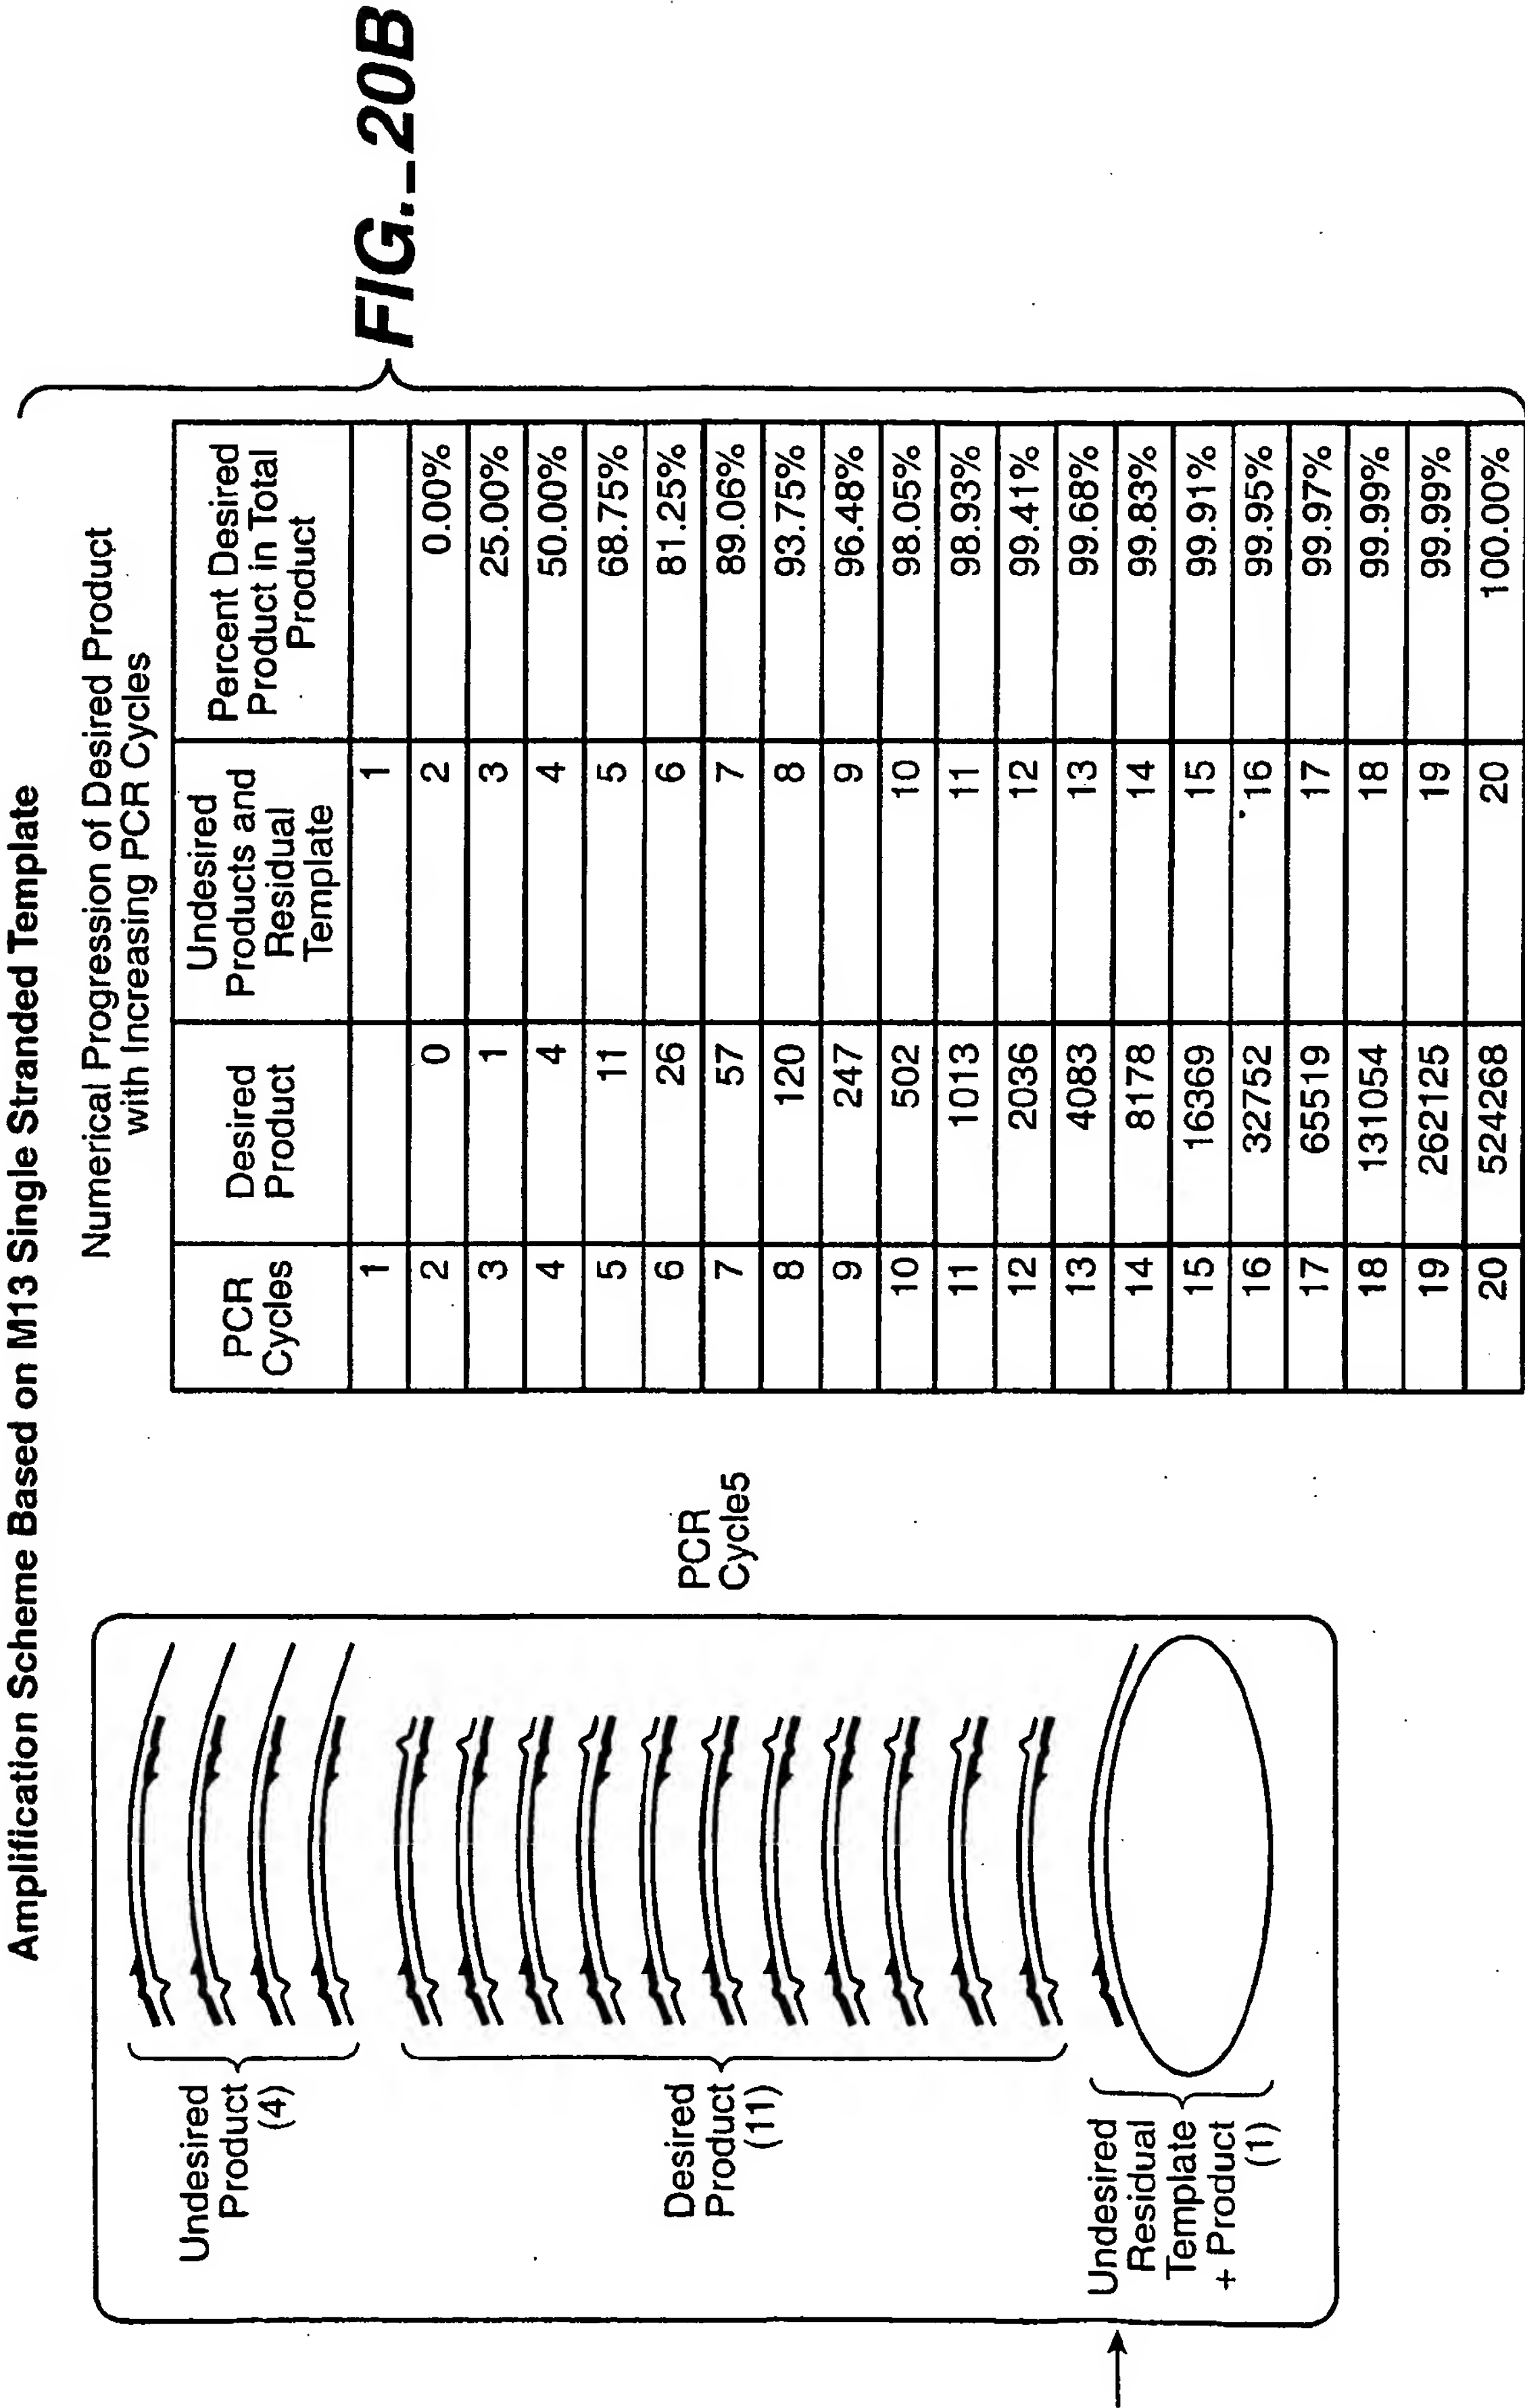 Amplification Scheme Based on M13 Single Stranded Template
Undesired
Product
(4)
Desired
Product
(11)
Undesired
Residual
Template
+ Product
(1)
PCR
Cycle5
Numerical Progression of Desired Product
with Increasing PCR Cycles
PCR
Cycles
Desired
Product
Undesired
Products and
Residual
Template
Percent Desired
Product in Total
Product
1 1
2 0 2 0.00%
3 1 3 25.00%
4 4 4 50.00%
5 11 5 68.75%
6 26 6 81.25%
7 57 7 89.06%
8 120 8 93.75%
9 247 9 96.48%
10 502 10 98.05%
11 1013 11 98.93%
12 2036 12 99.41%
13 4083 13 99.68%
14 8178 14 99.83%
15 16369 15 99.91%
16 32752 16 99.95%
17 65519 17 99.97%
18 131054 18 99.99%
19 262125 19 99.99%
20 524268 20 100.00%
FIG._20B